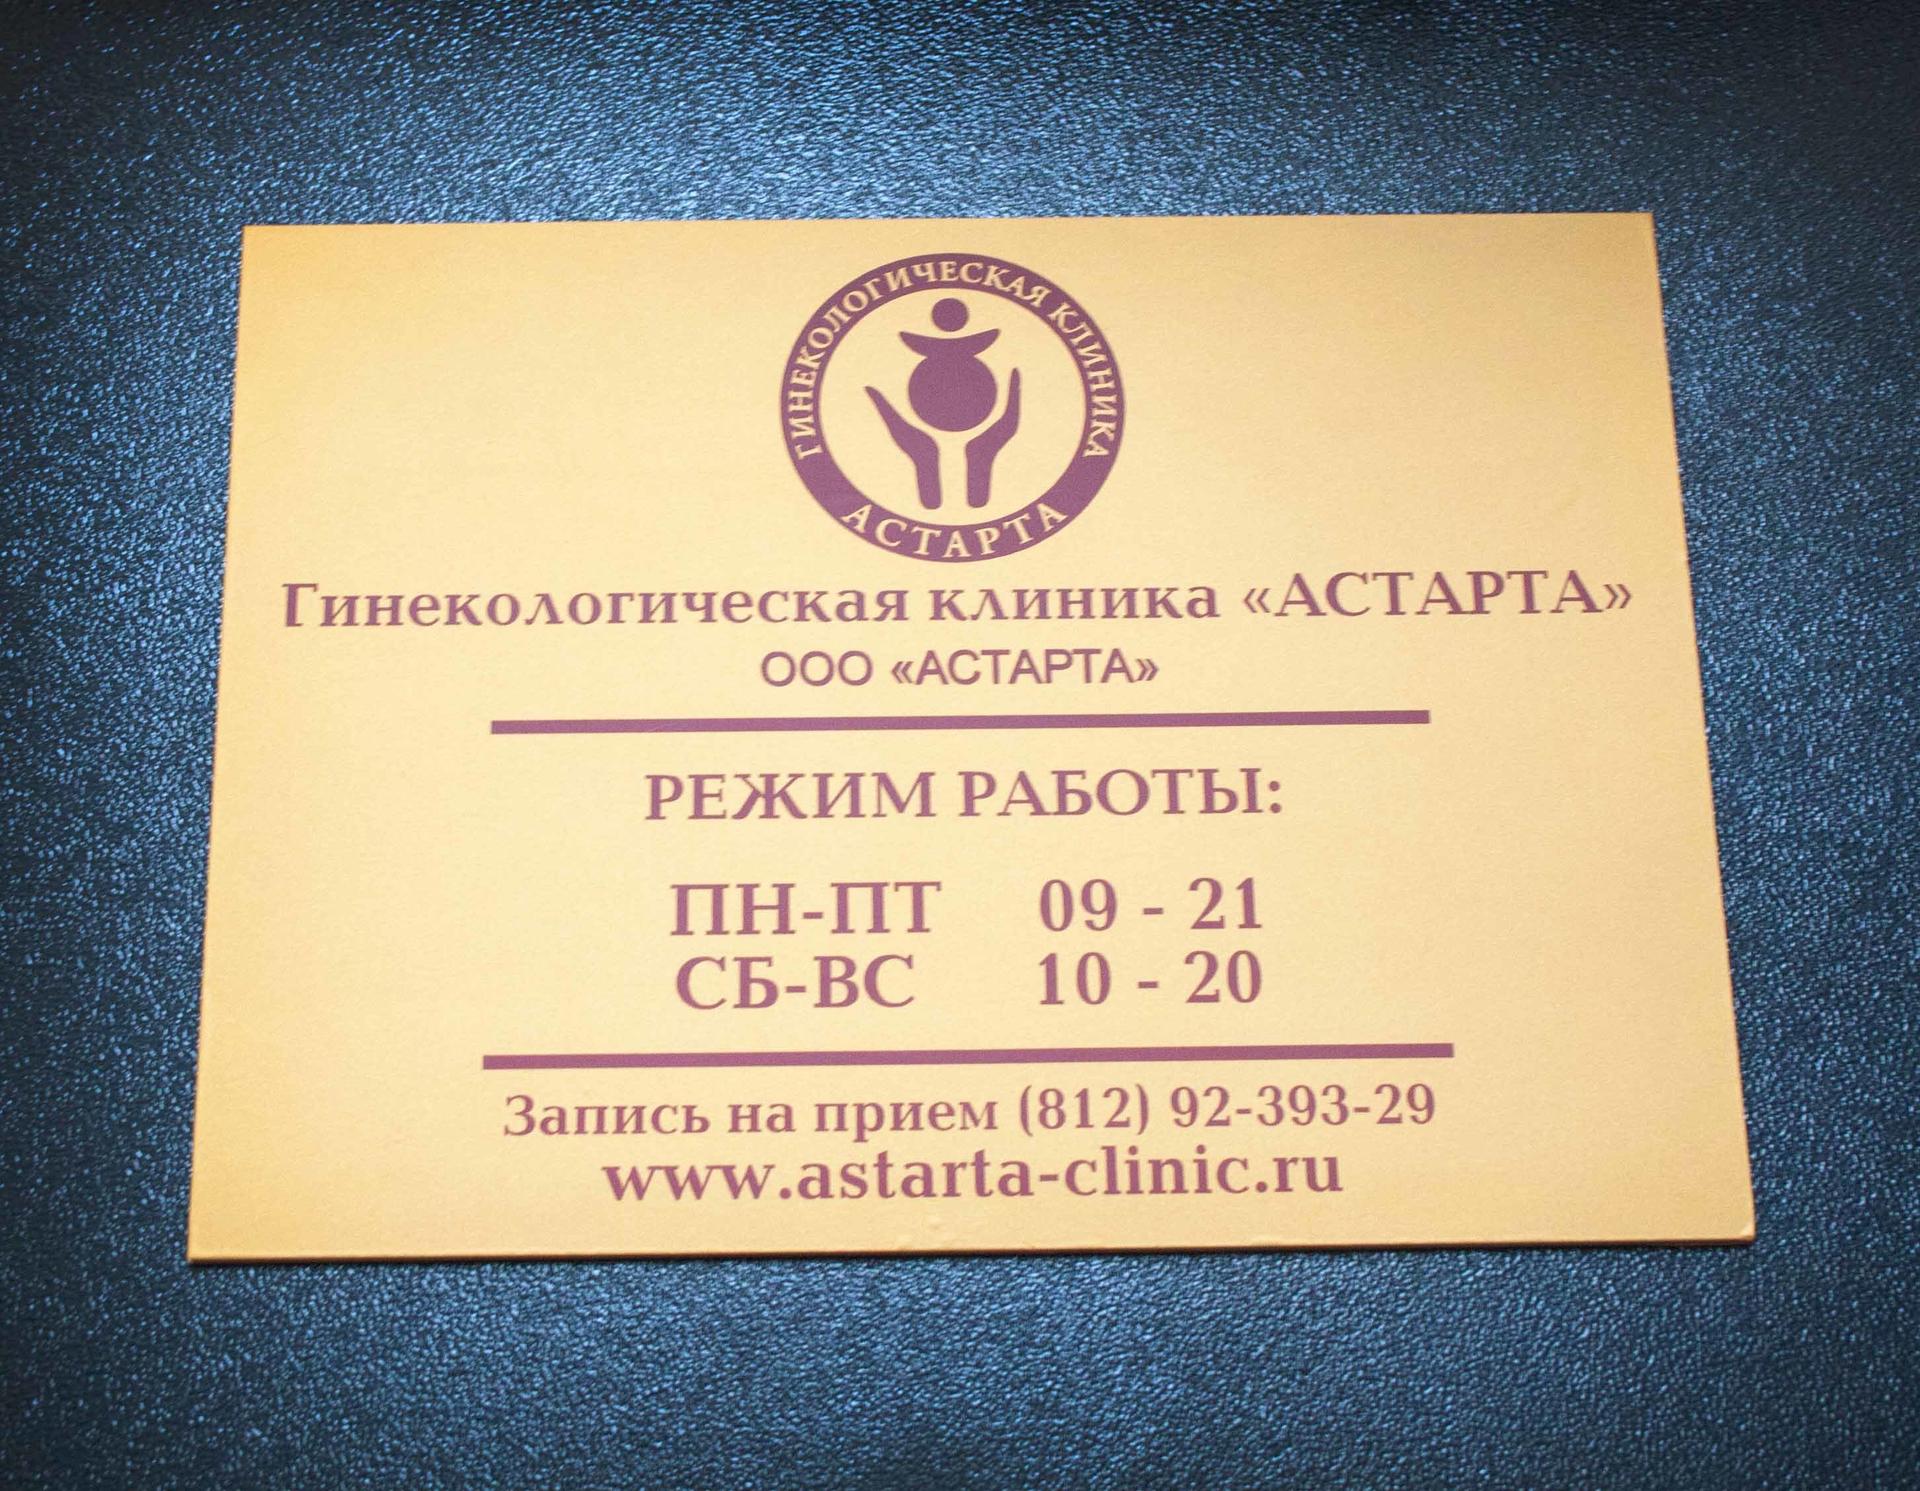 ГИНЕКОЛОГИЧЕСКАЯ КЛИНИКА
АСТАРТА
Гинекологическая клиника «АСТАРТА»
ООО «АСТАРТА»
РЕЖИМ РАБОТЫ:
ПН-ПТ 09 - 21
СБ-ВС 10 - 20
Запись на прием (812) 92-393-29
www.astarta-clinic.ru